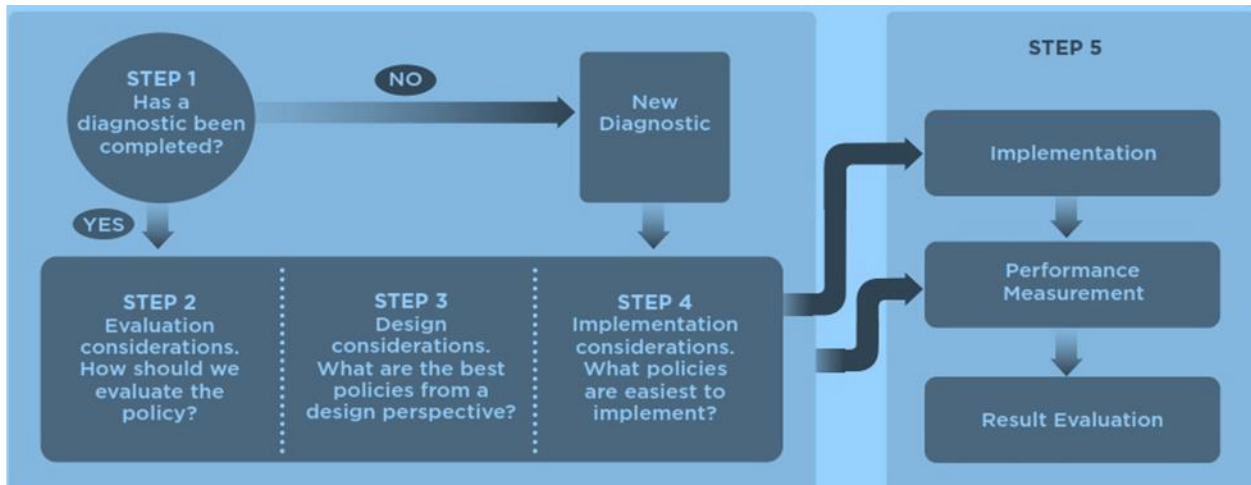 STEP 1
Has a
diagnostic been
completed?
NO
New
Diagnostic
YES
STEP 2
Evaluation
considerations.
How should we
evaluate the
policy?
STEP 3
Design
considerations.
What are the best
policies from a
design perspective?
STEP 4
Implementation
considerations.
What policies
are easiest to
implement?
STEP 5
Implementation
Performance
Measurement
Result Evaluation